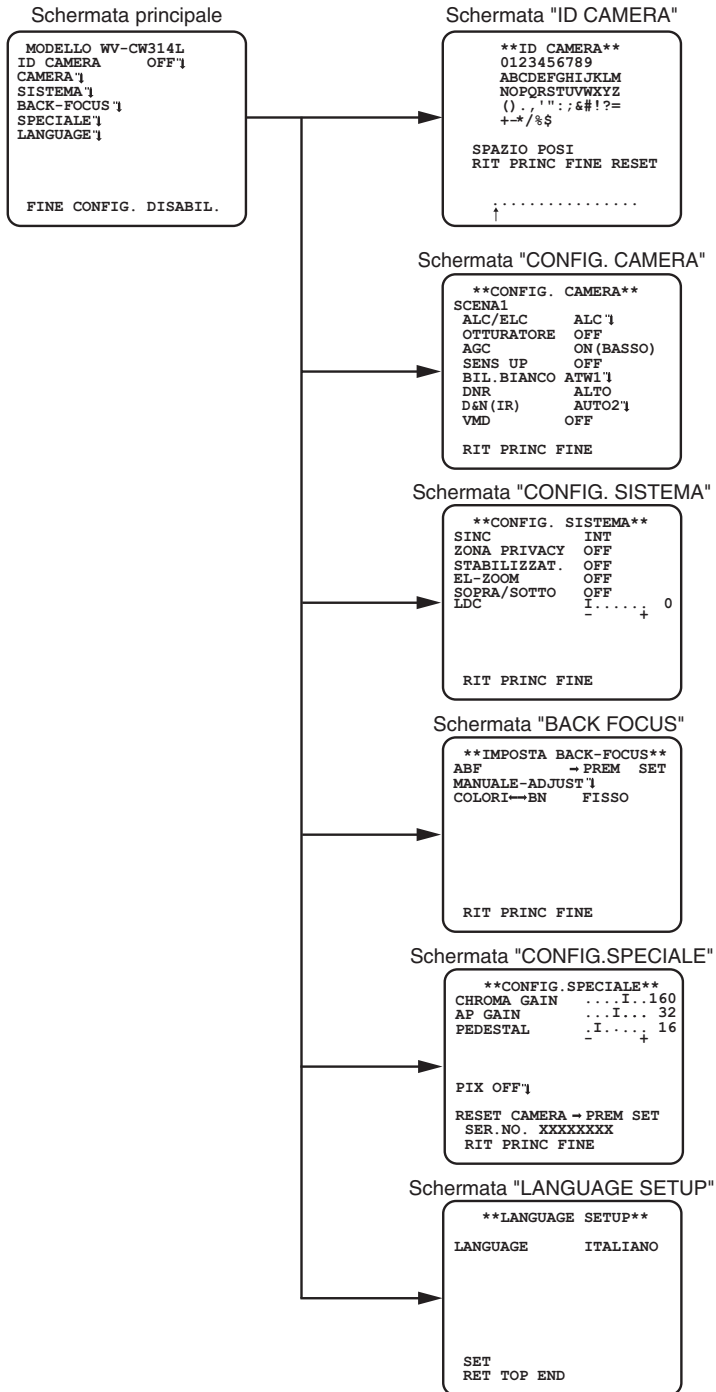 Schermata principale
MODELLO WV-CW314L
ID CAMERA OFF
CAMERA
SISTEMA
BACK-FOCUS
SPECIALE
LANGUAGE
FINE CONFIG. DISABIL.
Schermata "ID CAMERA"
**ID CAMERA**
0123456789
ABCDEFGHIJKLM
NOPQRSTUVWXYZ
().,'":;&#!?=
+-*/%$
SPAZIO POSI
RIT PRINC FINE RESET
................
↑
Schermata "CONFIG. CAMERA"
**CONFIG. CAMERA**
SCENA1
ALC/ELC ALC
OTTURATORE OFF
AGC ON(BASSO)
SENS UP OFF
BIL.BIANCO ATW1
DNR ALTO
D&N(IR) AUTO2
VMD OFF
RIT PRINC FINE
Schermata "CONFIG. SISTEMA"
**CONFIG. SISTEMA**
SINC INT
ZONA PRIVACY OFF
STABILIZZAT. OFF
EL-ZOOM OFF
SOPRA/SOTTO OFF
LDC I...... 0
- +
RIT PRINC FINE
Schermata "BACK FOCUS"
**IMPOSTA BACK-FOCUS**
ABF → PREM SET
MANUALE-ADJUST
COLORI←→BN FISSO
RIT PRINC FINE
Schermata "CONFIG.SPECIALE"
**CONFIG.SPECIALE**
CHROMA GAIN ....I..160
AP GAIN ...I... 32
PEDESTAL .I..... 16
- +
PIX OFF
RESET CAMERA → PREM SET
SER.NO. XXXXXXXX
RIT PRINC FINE
Schermata "LANGUAGE SETUP"
**LANGUAGE SETUP**
LANGUAGE ITALIANO
SET
RET TOP END